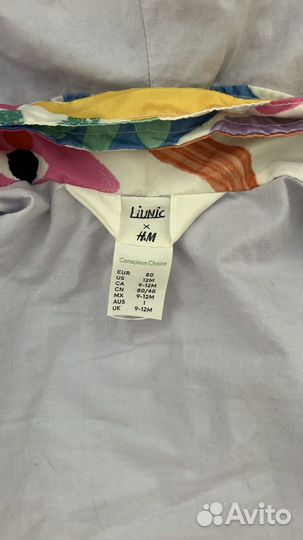 LiUNiC
×
H&M
Conscious Choice
EUR 80
US 12M
CA 9-12M
CN 80/48
MX 9-12M
AUS 1
UK 9-12M
Avito